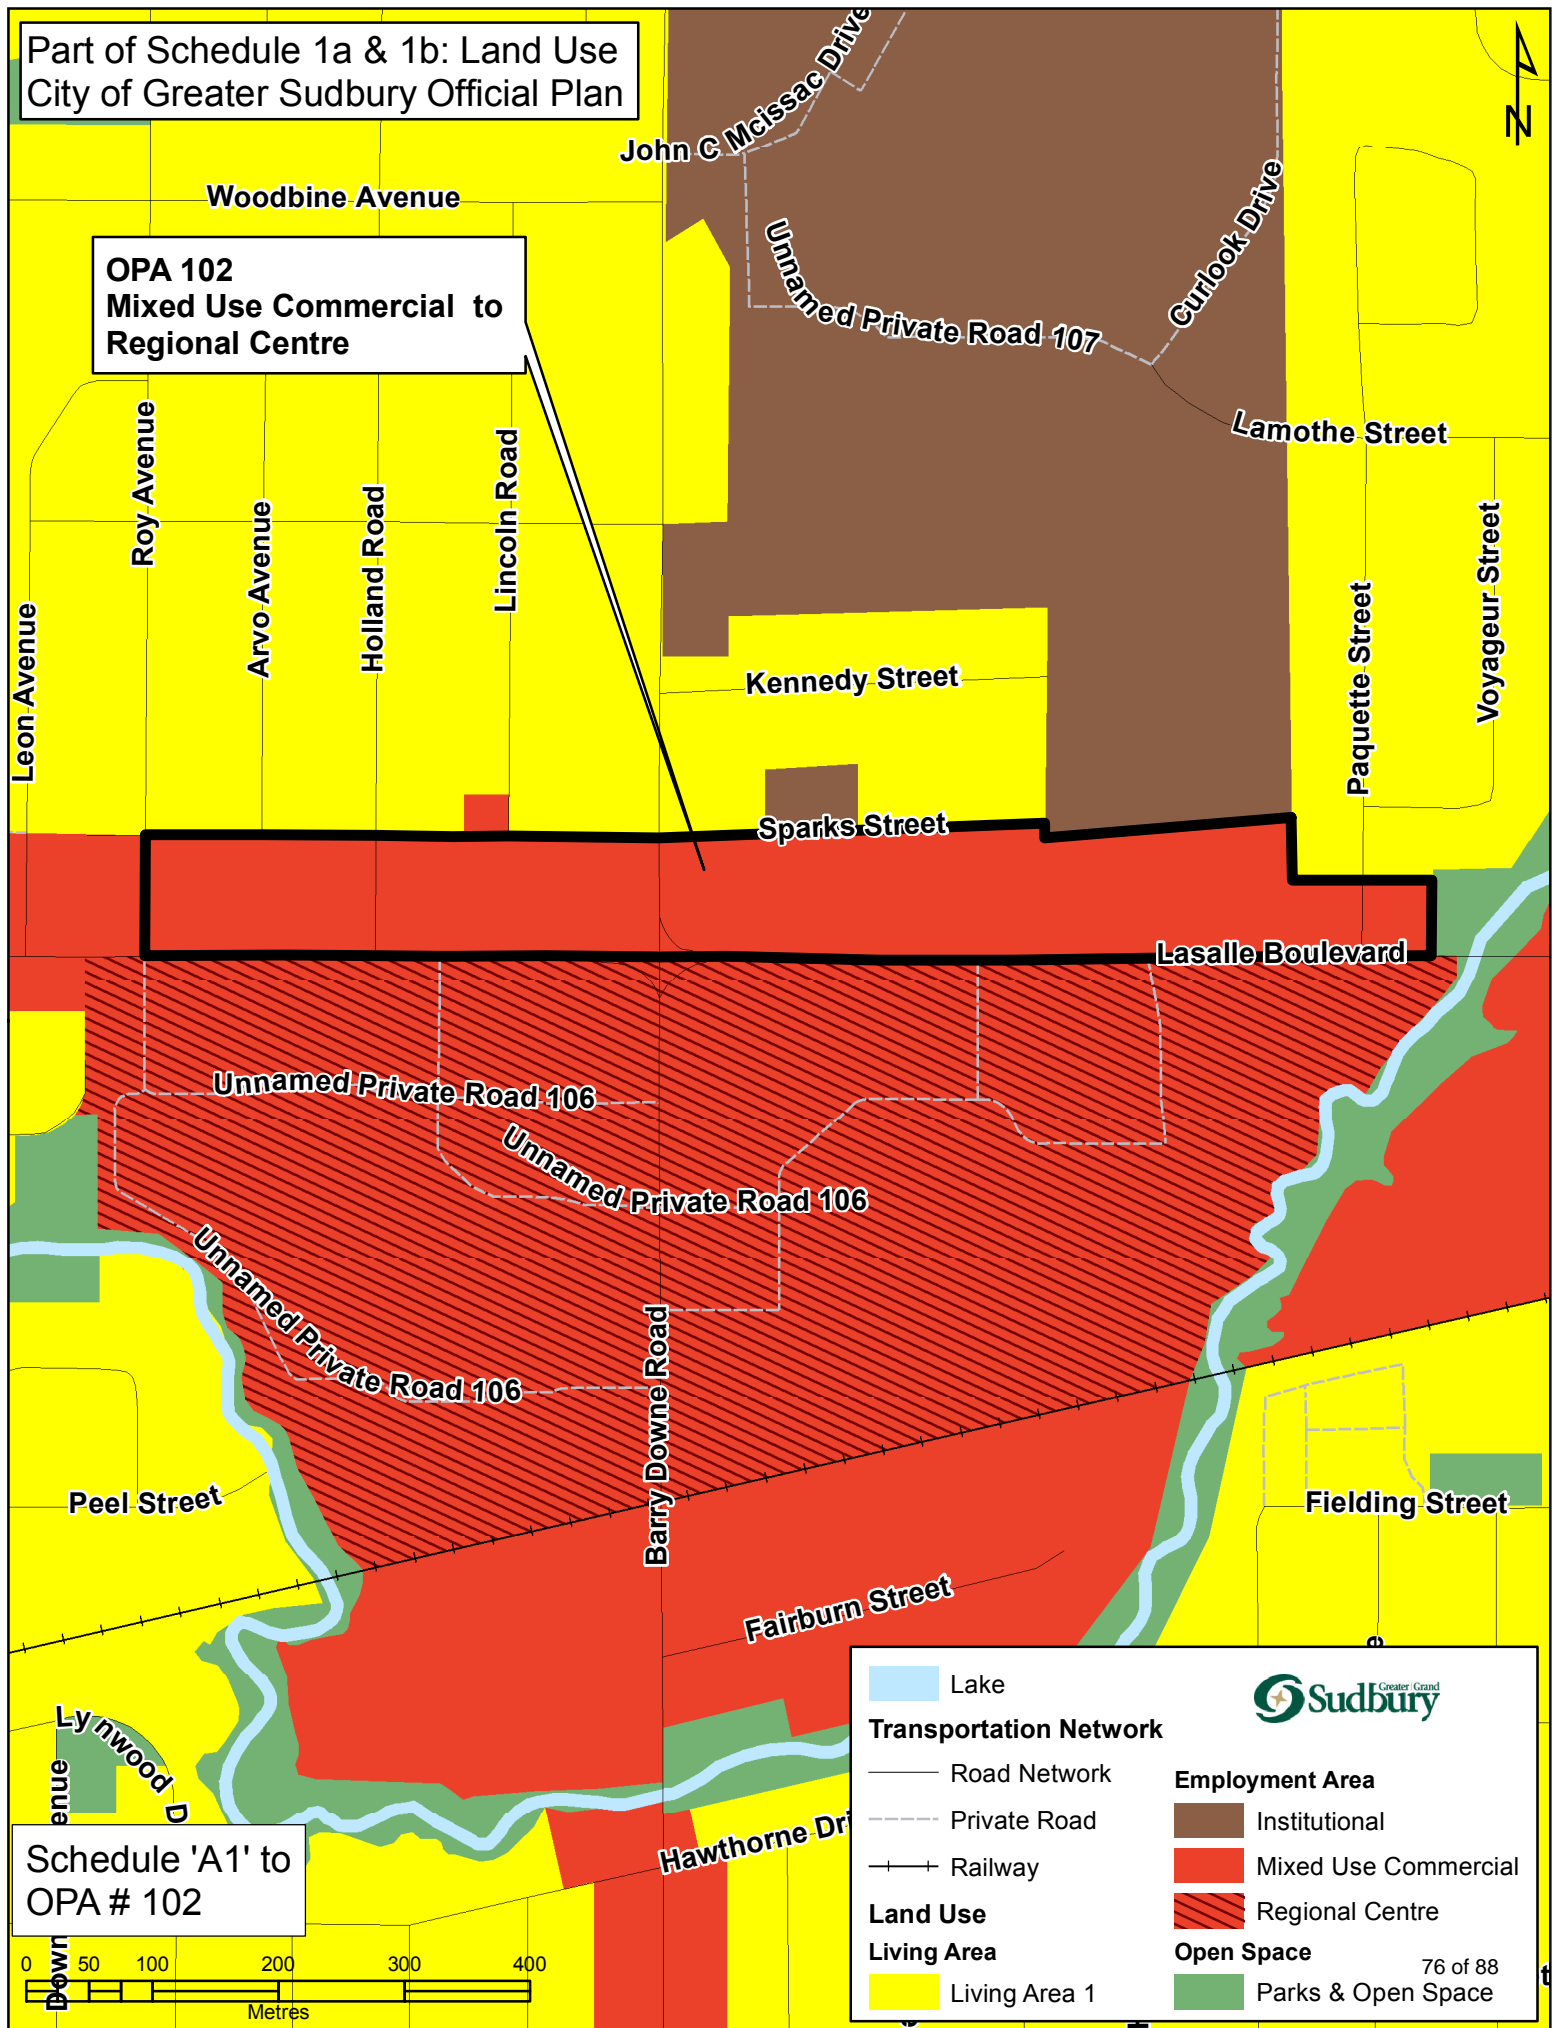 Part of Schedule 1a & 1b: Land Use
City of Greater Sudbury Official Plan
N
John C Mcissac Drive
Woodbine Avenue
Curlook Drive
Unnamed Private Road 107
OPA 102
Mixed Use Commercial to
Regional Centre
Lamothe Street
Roy Avenue
Arvo Avenue
Holland Road
Lincoln Road
Leon Avenue
Paquette Street
Voyageur Street
Kennedy Street
Sparks Street
Lasalle Boulevard
Unnamed Private Road 106
Unnamed Private Road 106
Unnamed Private Road 106
Barry Downe Road
Peel Street
Fielding Street
Fairburn Street
Lynwood D
Down
enue
Hawthorne Dri
e
Schedule 'A1' to
OPA # 102
0 50 100 200 300 400
Metres
Lake
Greater | Grand
Sudbury
Transportation Network
Road Network
Private Road
Railway
Land Use
Living Area
Living Area 1
Employment Area
Institutional
Mixed Use Commercial
Regional Centre
Open Space
76 of 88
Parks & Open Space
t